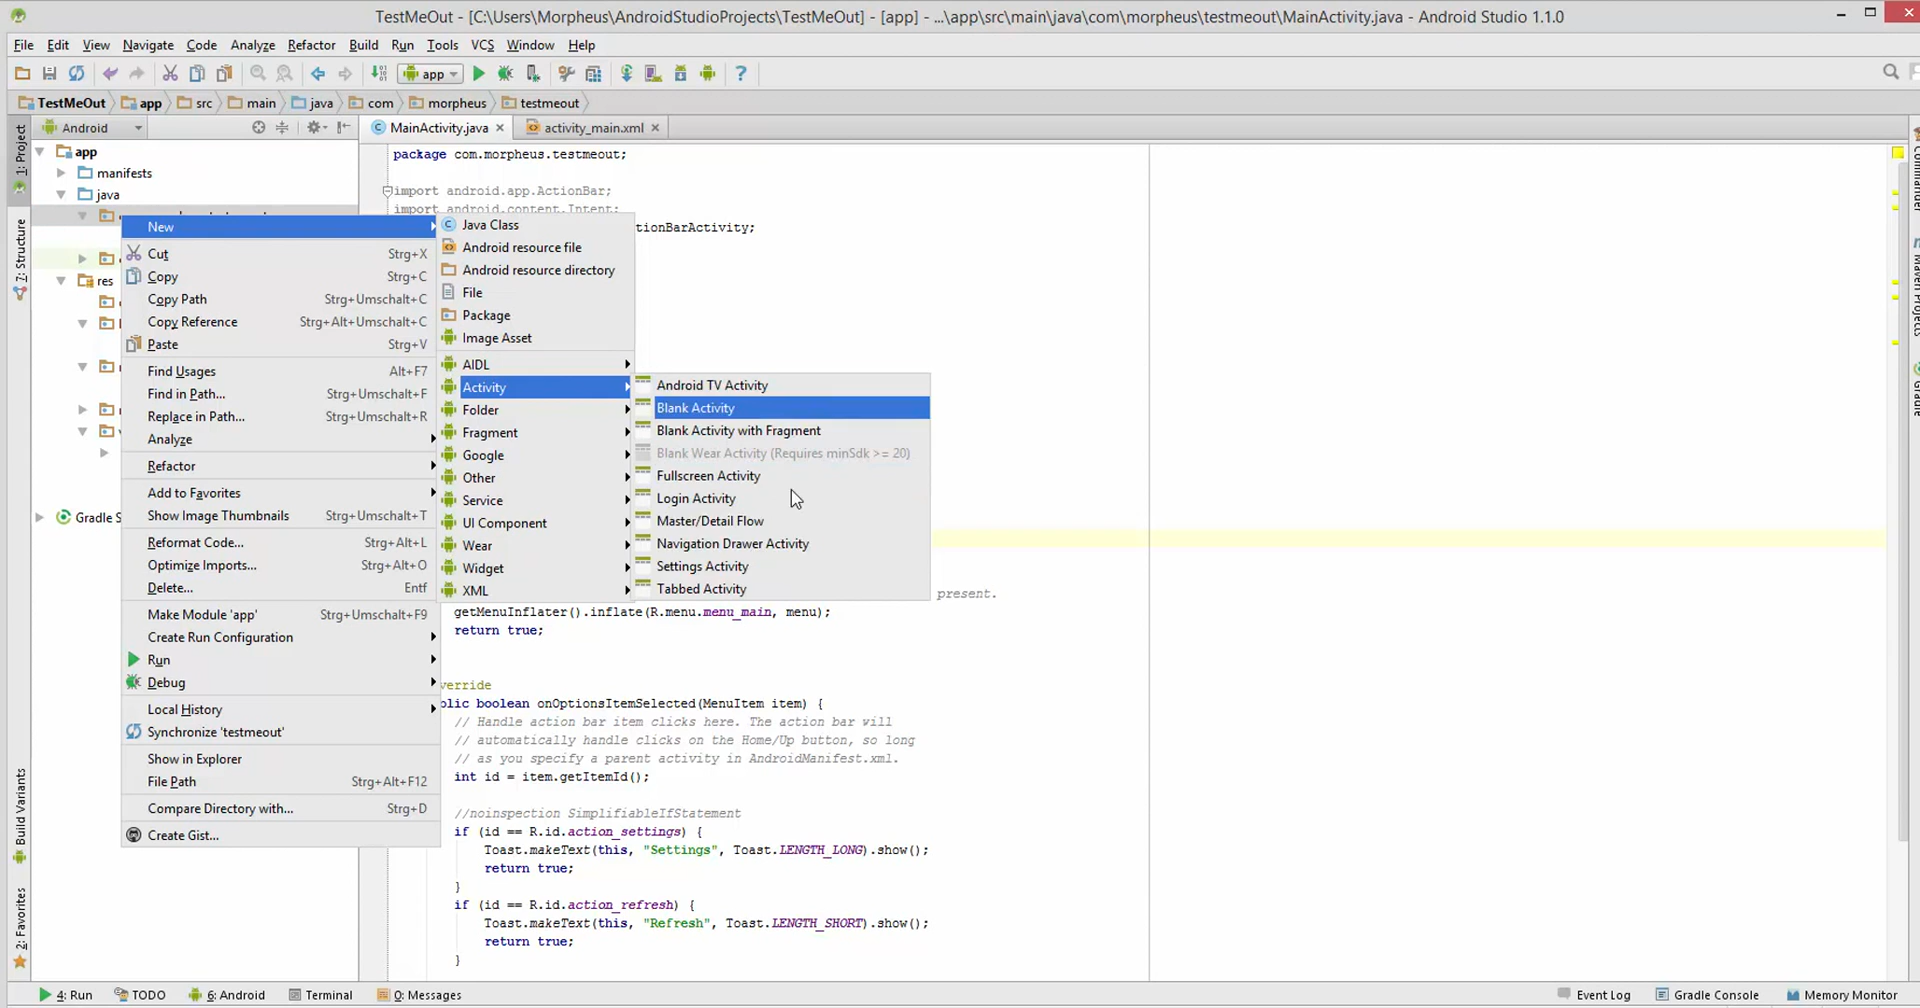 TestMeOut - [C:\Users\Morpheus\AndroidStudioProjects\TestMeOut] - [app] - ...\app\src\main\java\com\morpheus\testmeout\MainActivity.java - Android Studio 1.1.0
File Edit View Navigate Code Analyze Refactor Build Run Tools VCS Window Help
app
TestMeOut app src main java com morpheus testmeout
1: Project
7: Structure
Build Variants
2: Favorites
Android
MainActivity.java
activity_main.xml
app
manifests
java
res
Gradle S
package com.morpheus.testmeout;
import android.app.ActionBar;
import android.content.Intent;
tionBarActivity;
New
Cut Strg+X
Copy Strg+C
Copy Path Strg+Umschalt+C
Copy Reference Strg+Alt+Umschalt+C
Paste Strg+V
Find Usages Alt+F7
Find in Path... Strg+Umschalt+F
Replace in Path... Strg+Umschalt+R
Analyze
Refactor
Add to Favorites
Show Image Thumbnails Strg+Umschalt+T
Reformat Code... Strg+Alt+L
Optimize Imports... Strg+Alt+O
Delete... Entf
Make Module 'app' Strg+Umschalt+F9
Create Run Configuration
Run
Debug
Local History
Synchronize 'testmeout'
Show in Explorer
File Path Strg+Alt+F12
Compare Directory with... Strg+D
Create Gist...
Java Class
Android resource file
Android resource directory
File
Package
Image Asset
AIDL
Activity
Folder
Fragment
Google
Other
Service
UI Component
Wear
Widget
XML
Android TV Activity
Blank Activity
Blank Activity with Fragment
Blank Wear Activity (Requires minSdk >= 20)
Fullscreen Activity
Login Activity
Master/Detail Flow
Navigation Drawer Activity
Settings Activity
Tabbed Activity
present.
getMenuInflater().inflate(R.menu.menu_main, menu);
return true;
verride
blic boolean onOptionsItemSelected(MenuItem item) {
// Handle action bar item clicks here. The action bar will
// automatically handle clicks on the Home/Up button, so long
// as you specify a parent activity in AndroidManifest.xml.
int id = item.getItemId();
//noinspection SimplifiableIfStatement
if (id == R.id.action_settings) {
Toast.makeText(this, "Settings", Toast.LENGTH_LONG).show();
return true;
}
if (id == R.id.action_refresh) {
Toast.makeText(this, "Refresh", Toast.LENGTH_SHORT).show();
return true;
}
Commander
Maven Projects
Gradle
4: Run TODO 6: Android Terminal 0: Messages Event Log Gradle Console Memory Monitor